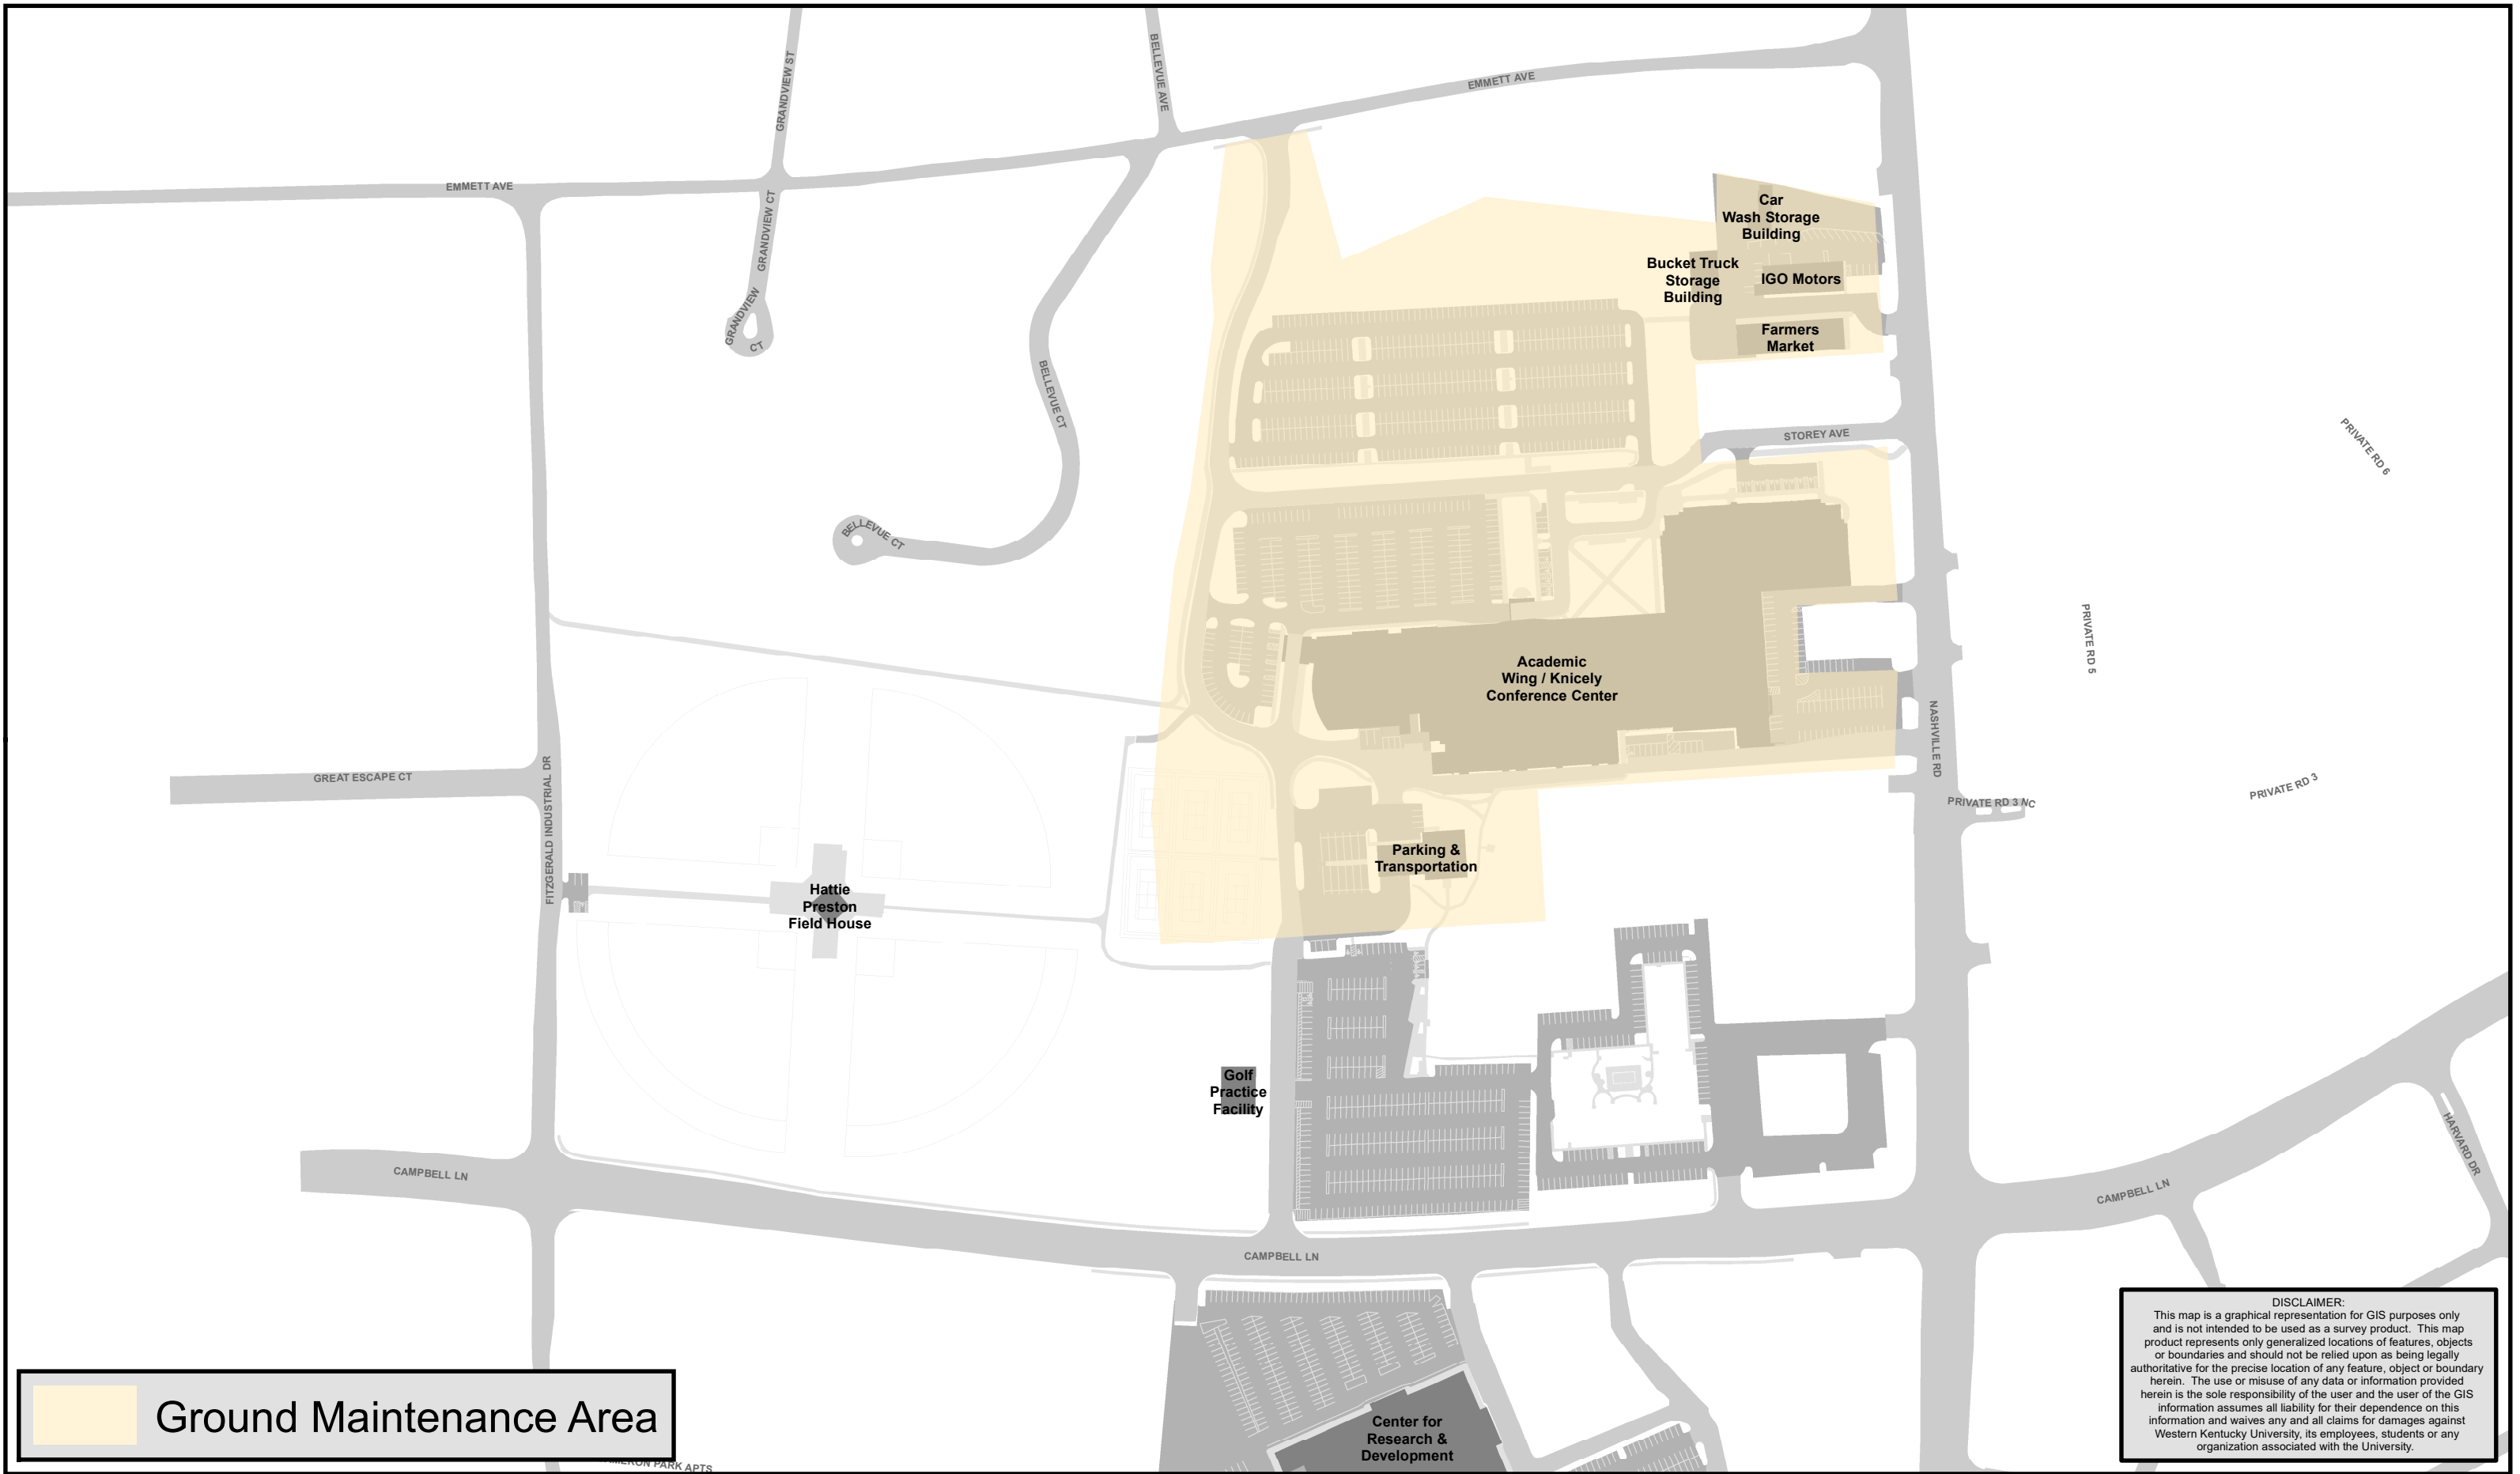 GRANDVIEW ST
BELLEVUE AVE
EMMETT AVE
EMMETT AVE
GRANDVIEW CT
GRANDVIEW
CT
BELLEVUE CT
BELLEVUE CT
Car
Wash Storage
Building
Bucket Truck
Storage
Building
IGO Motors
Farmers
Market
STOREY AVE
PRIVATE RD 6
PRIVATE RD 5
Academic
Wing / Knicely
Conference Center
NASHVILLE RD
PRIVATE RD 3 NC
PRIVATE RD 3
GREAT ESCAPE CT
FITZGERALD INDUSTRIAL DR
Parking &
Transportation
Hattie
Preston
Field House
Golf
Practice
Facility
HARVARD DR
CAMPBELL LN
CAMPBELL LN
CAMPBELL LN
Center for
Research &
Development
Ground Maintenance Area
PARK APTS
DISCLAIMER:
This map is a graphical representation for GIS purposes only
and is not intended to be used as a survey product. This map
product represents only generalized locations of features, objects
or boundaries and should not be relied upon as being legally
authoritative for the precise location of any feature, object or boundary
herein. The use or misuse of any data or information provided
herein is the sole responsibility of the user and the user of the GIS
information assumes all liability for their dependence on this
information and waives any and all claims for damages against
Western Kentucky University, its employees, students or any
organization associated with the University.